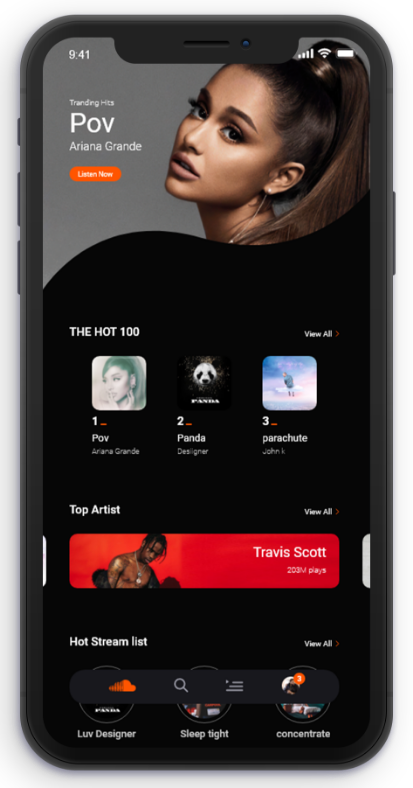 9:41
Tranding Hits
Pov
Ariana Grande
Listen Now
THE HOT 100
View All >
1
2
3
PANDA
Pov
Panda
parachute
Ariana Grande
Desiigner
John k
Top Artist
View All >
Travis Scott
203M plays
Hot Stream list
View All >
3
PANDA
Luv Designer
Sleep tight
concentrate